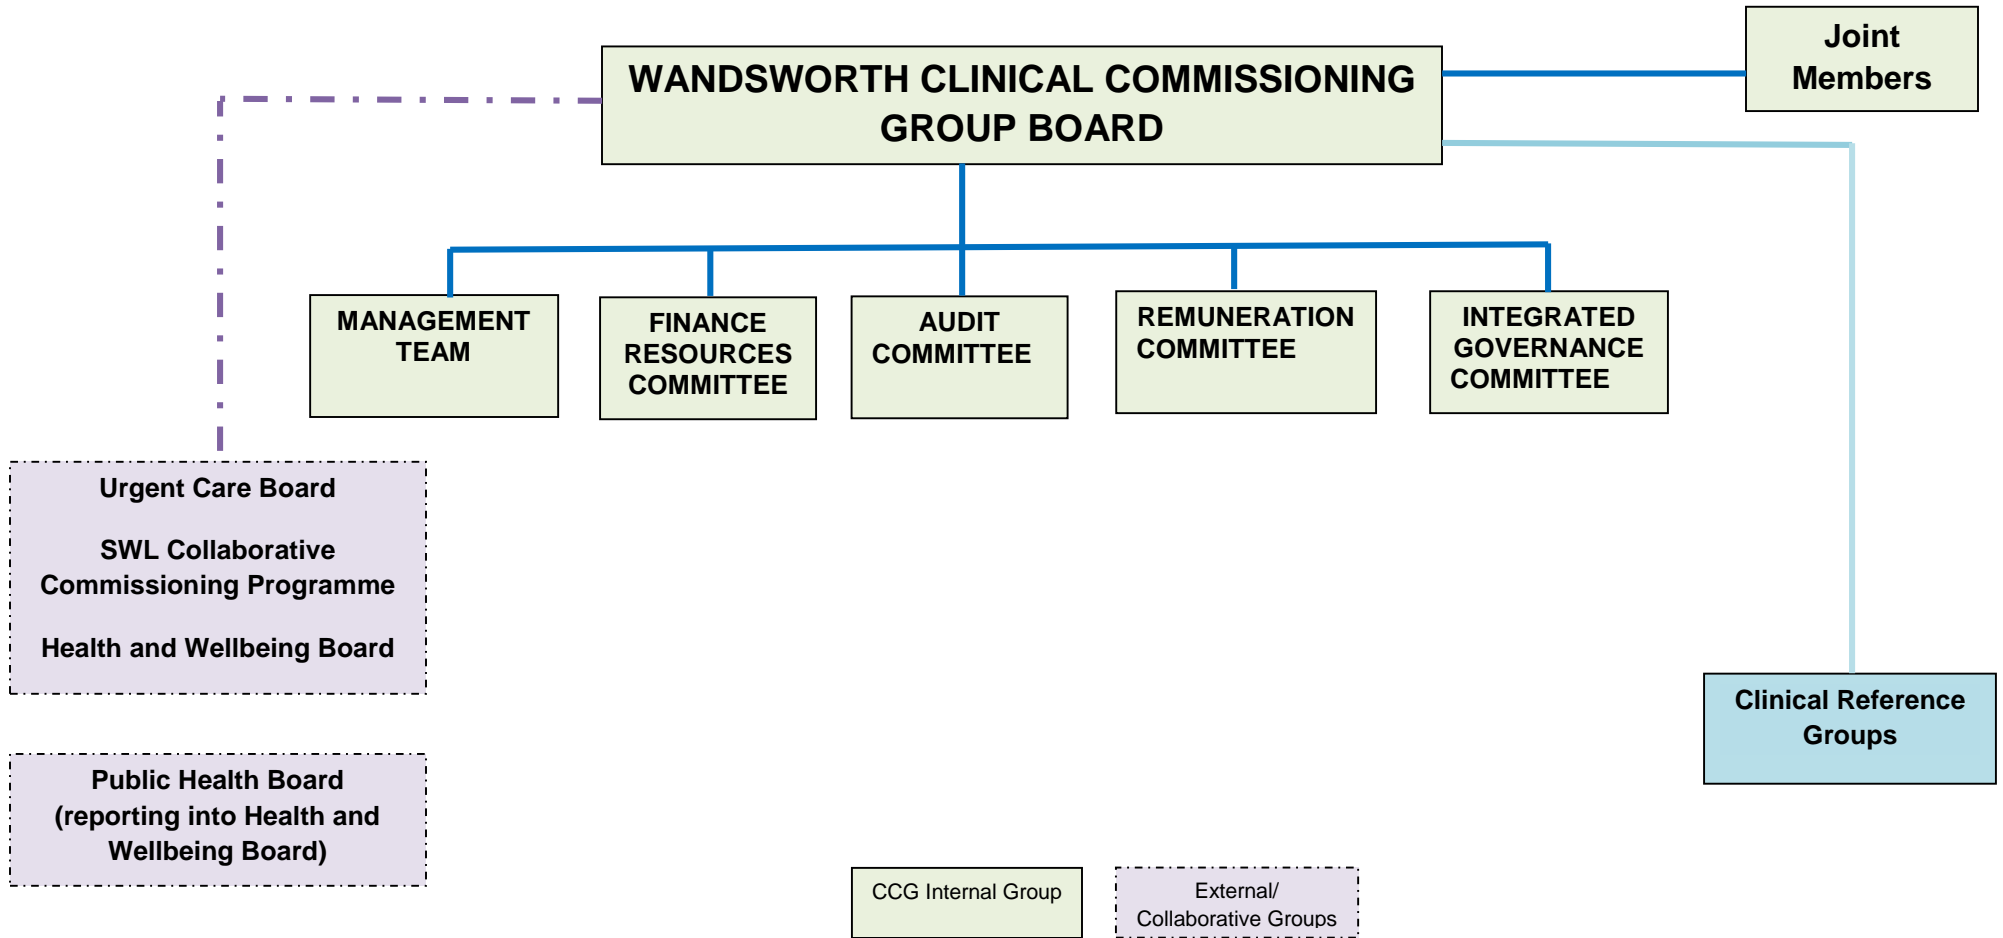 Joint
Members
WANDSWORTH CLINICAL COMMISSIONING
GROUP BOARD
MANAGEMENT
TEAM
FINANCE
RESOURCES
COMMITTEE
AUDIT
COMMITTEE
REMUNERATION
COMMITTEE
INTEGRATED
GOVERNANCE
COMMITTEE
Urgent Care Board
SWL Collaborative
Commissioning Programme
Health and Wellbeing Board
Clinical Reference
Groups
Public Health Board
(reporting into Health and
Wellbeing Board)
CCG Internal Group
External/
Collaborative Groups